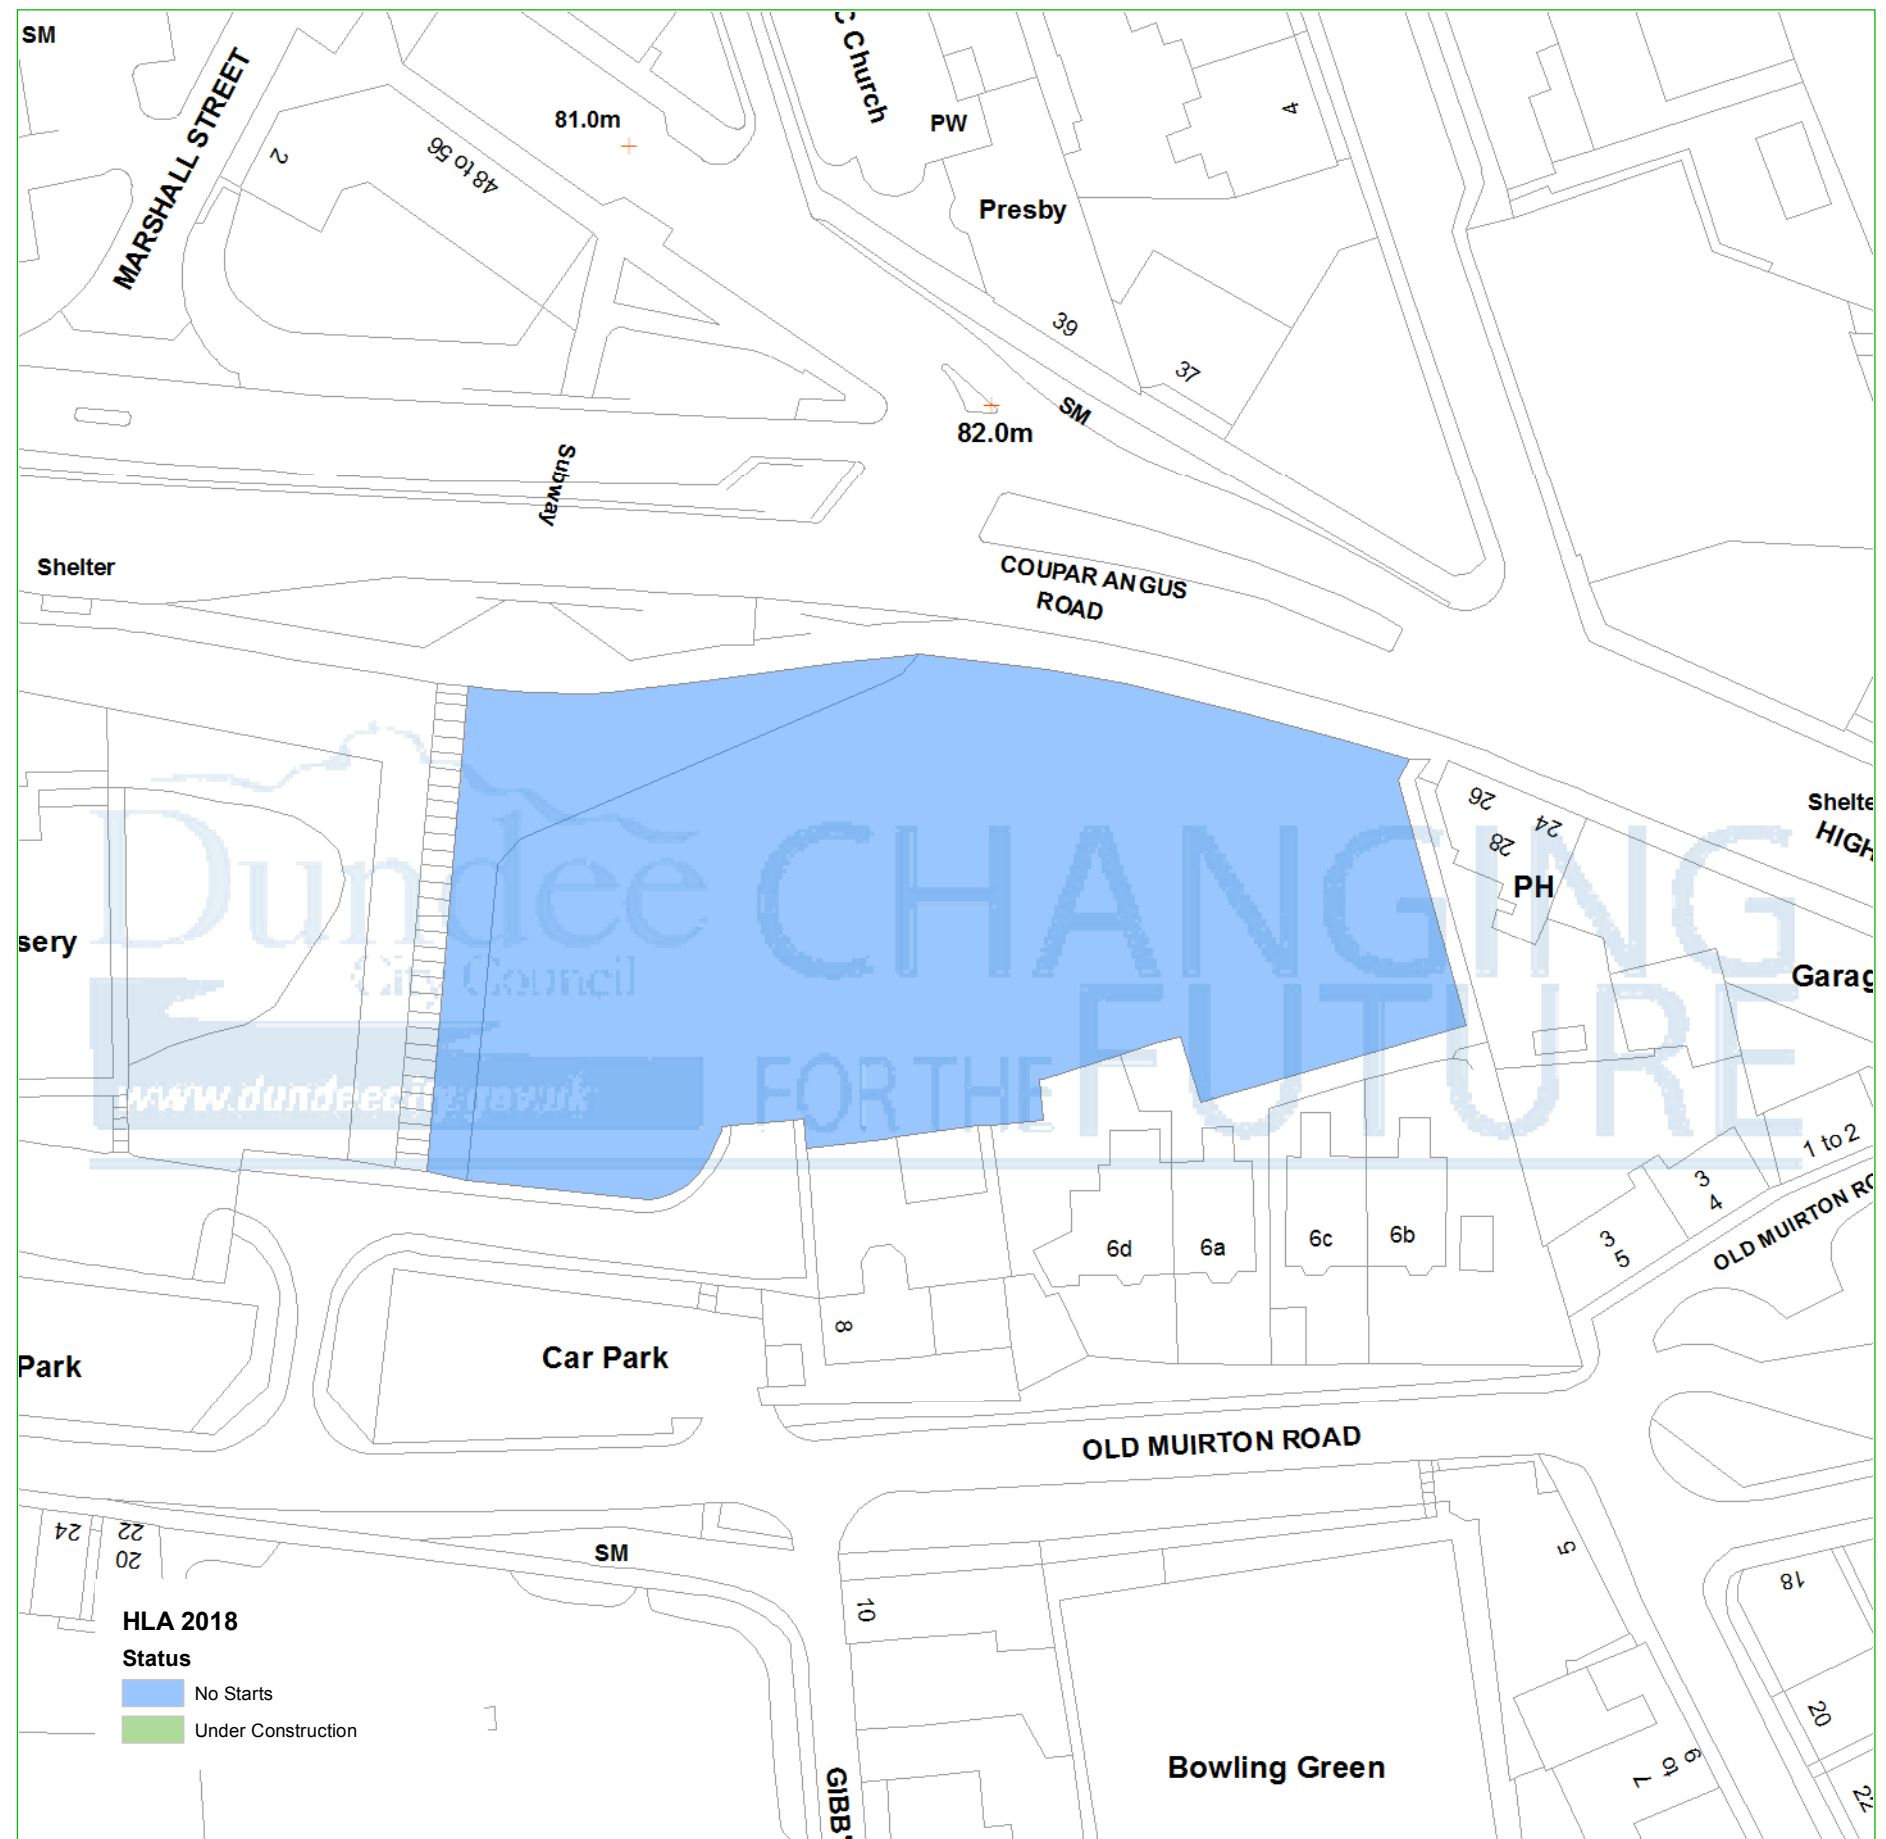 SM
MARSHALL STREET
2
48 to 56
81.0m
C Church
PW
Presby
4
39
37
SM
82.0m
Subway
Shelter
COUPAR ANGUS
ROAD
26
24
28
PH
Shelte
HIGH
Garag
sery
Dundee
City Council
www.dundeecity.gov.uk
CHANGING
FOR THE FUTURE
1 to 2
3
4
3
5
OLD MUIRTON RO
6d
6a
6c
6b
8
Park
Car Park
OLD MUIRTON ROAD
24
22
20
SM
10
5
18
20
22
6
to
7
Bowling Green
GIBB'
HLA 2018
Status
No Starts
Under Construction